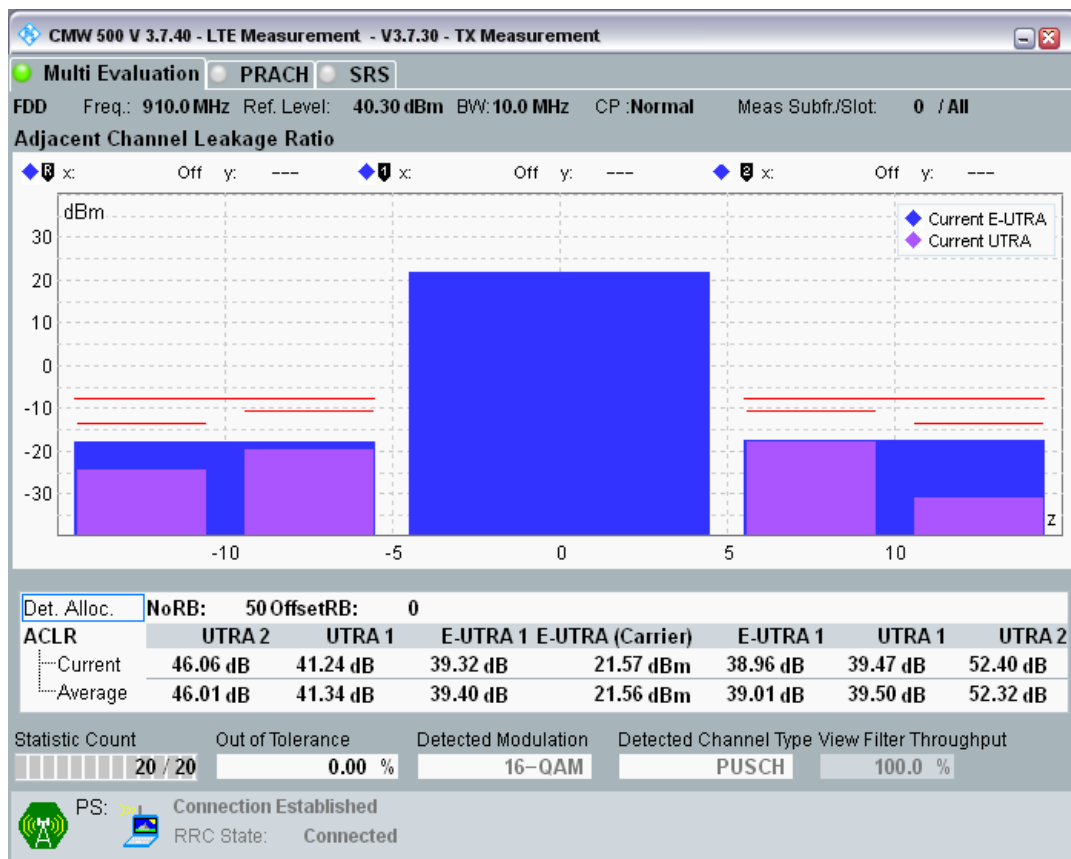 CMW 500 V 3.7.40 - LTE Measurement - V3.7.30 - TX Measurement
Multi Evaluation PRACH SRS
FDD Freq.: 910.0 MHz Ref. Level: 40.30 dBm BW: 10.0 MHz CP :Normal Meas Subfr./Slot: 0 / All
Adjacent Channel Leakage Ratio
R x: Off y: --- 1 x: Off y: --- 2 x: Off y: ---
dBm
Current E-UTRA
Current UTRA
30
20
10
0
-10
-20
-30
z
-10 -5 0 5 10
Det. Alloc. NoRB: 50 OffsetRB: 0
ACLR UTRA 2 UTRA 1 E-UTRA 1 E-UTRA (Carrier) E-UTRA 1 UTRA 1 UTRA 2
Current 46.06 dB 41.24 dB 39.32 dB 21.57 dBm 38.96 dB 39.47 dB 52.40 dB
Average 46.01 dB 41.34 dB 39.40 dB 21.56 dBm 39.01 dB 39.50 dB 52.32 dB
Statistic Count Out of Tolerance Detected Modulation Detected Channel Type View Filter Throughput
20 / 20 0.00 % 16-QAM PUSCH 100.0 %
PS: Connection Established
RRC State: Connected